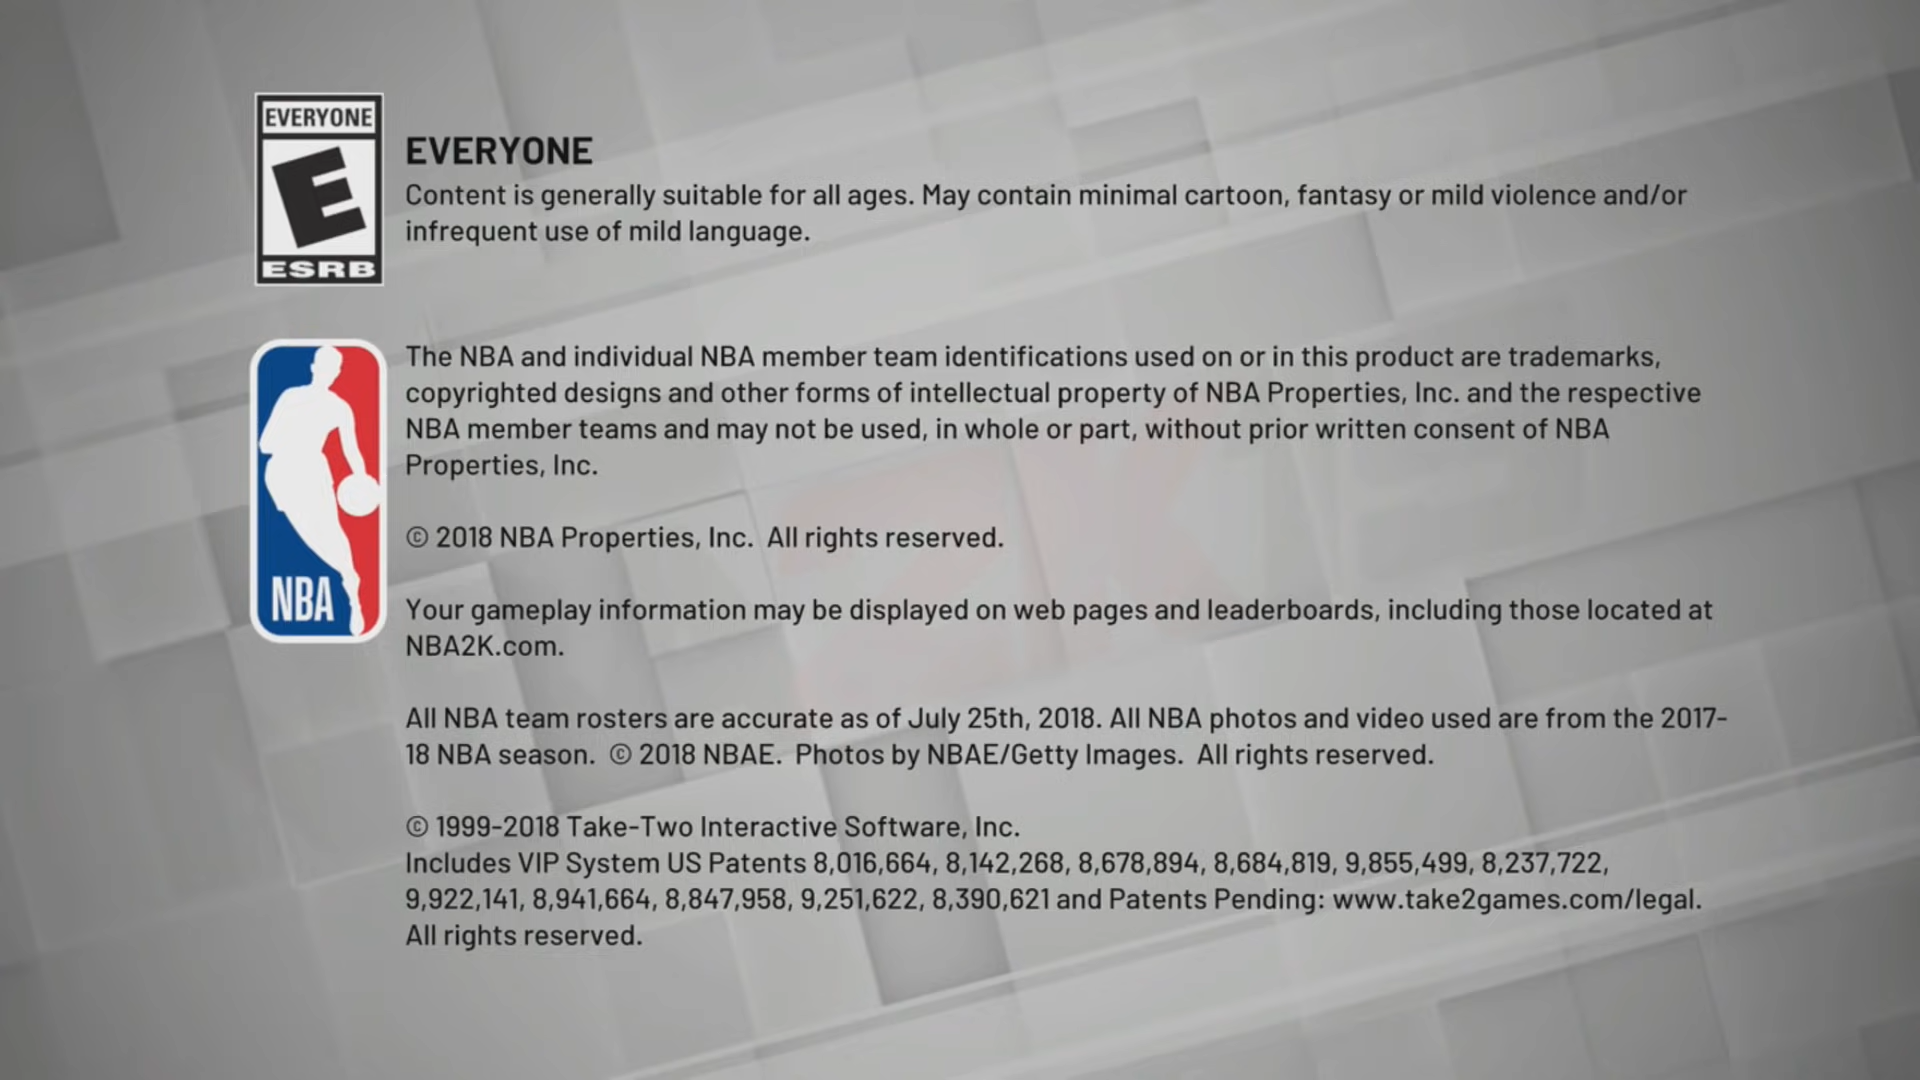 EVERYONE
E
ESRB
EVERYONE
Content is generally suitable for all ages. May contain minimal cartoon, fantasy or mild violence and/or
infrequent use of mild language.
NBA
The NBA and individual NBA member team identifications used on or in this product are trademarks,
copyrighted designs and other forms of intellectual property of NBA Properties, Inc. and the respective
NBA member teams and may not be used, in whole or part, without prior written consent of NBA
Properties, Inc.
© 2018 NBA Properties, Inc.  All rights reserved.
Your gameplay information may be displayed on web pages and leaderboards, including those located at
NBA2K.com.
All NBA team rosters are accurate as of July 25th, 2018. All NBA photos and video used are from the 2017-
18 NBA season.  © 2018 NBAE.  Photos by NBAE/Getty Images.  All rights reserved.
© 1999-2018 Take-Two Interactive Software, Inc.
Includes VIP System US Patents 8,016,664, 8,142,268, 8,678,894, 8,684,819, 9,855,499, 8,237,722,
9,922,141, 8,941,664, 8,847,958, 9,251,622, 8,390,621 and Patents Pending: www.take2games.com/legal.
All rights reserved.